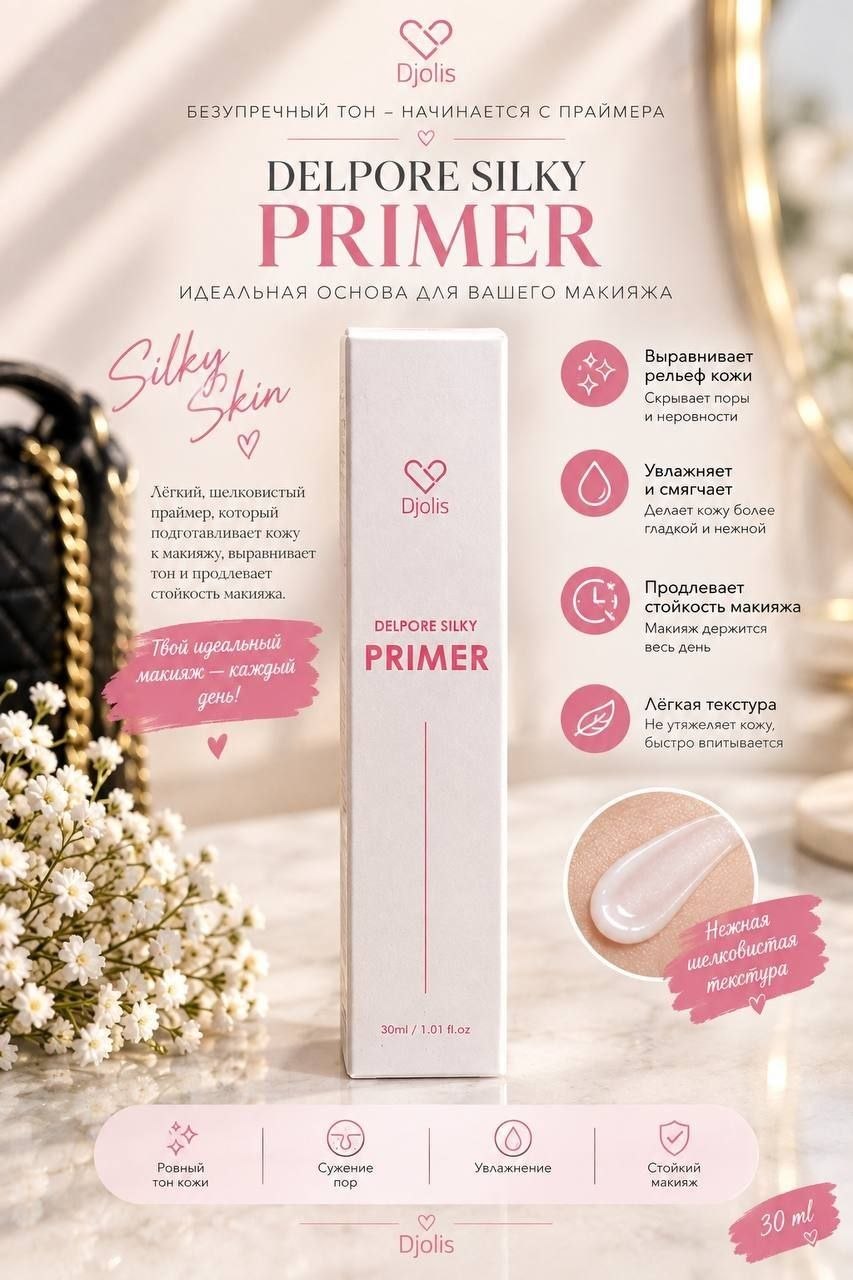 Djolis
БЕЗУПРЕЧНЫЙ ТОН – НАЧИНАЕТСЯ С ПРАЙМЕРА
DELPORE SILKY
PRIMER
ИДЕАЛЬНАЯ ОСНОВА ДЛЯ ВАШЕГО МАКИЯЖА
Silky
Skin
Лёгкий, шелковистый
праймер, который
подготавливает кожу
к макияжу, выравнивает
тон и продлевает
стойкость макияжа.
Твой идеальный
макияж — каждый
день!
Djolis
DELPORE SILKY
PRIMER
30ml / 1.01 fl.oz
Выравнивает
рельеф кожи
Скрывает поры
и неровности
Увлажняет
и смягчает
Делает кожу более
гладкой и нежной
Продлевает
стойкость макияжа
Макияж держится
весь день
Лёгкая текстура
Не утяжеляет кожу,
быстро впитывается
Нежная
шелковистая
текстура
Ровный
тон кожи
Сужение
пор
Увлажнение
Стойкий
макияж
30 ml
Djolis